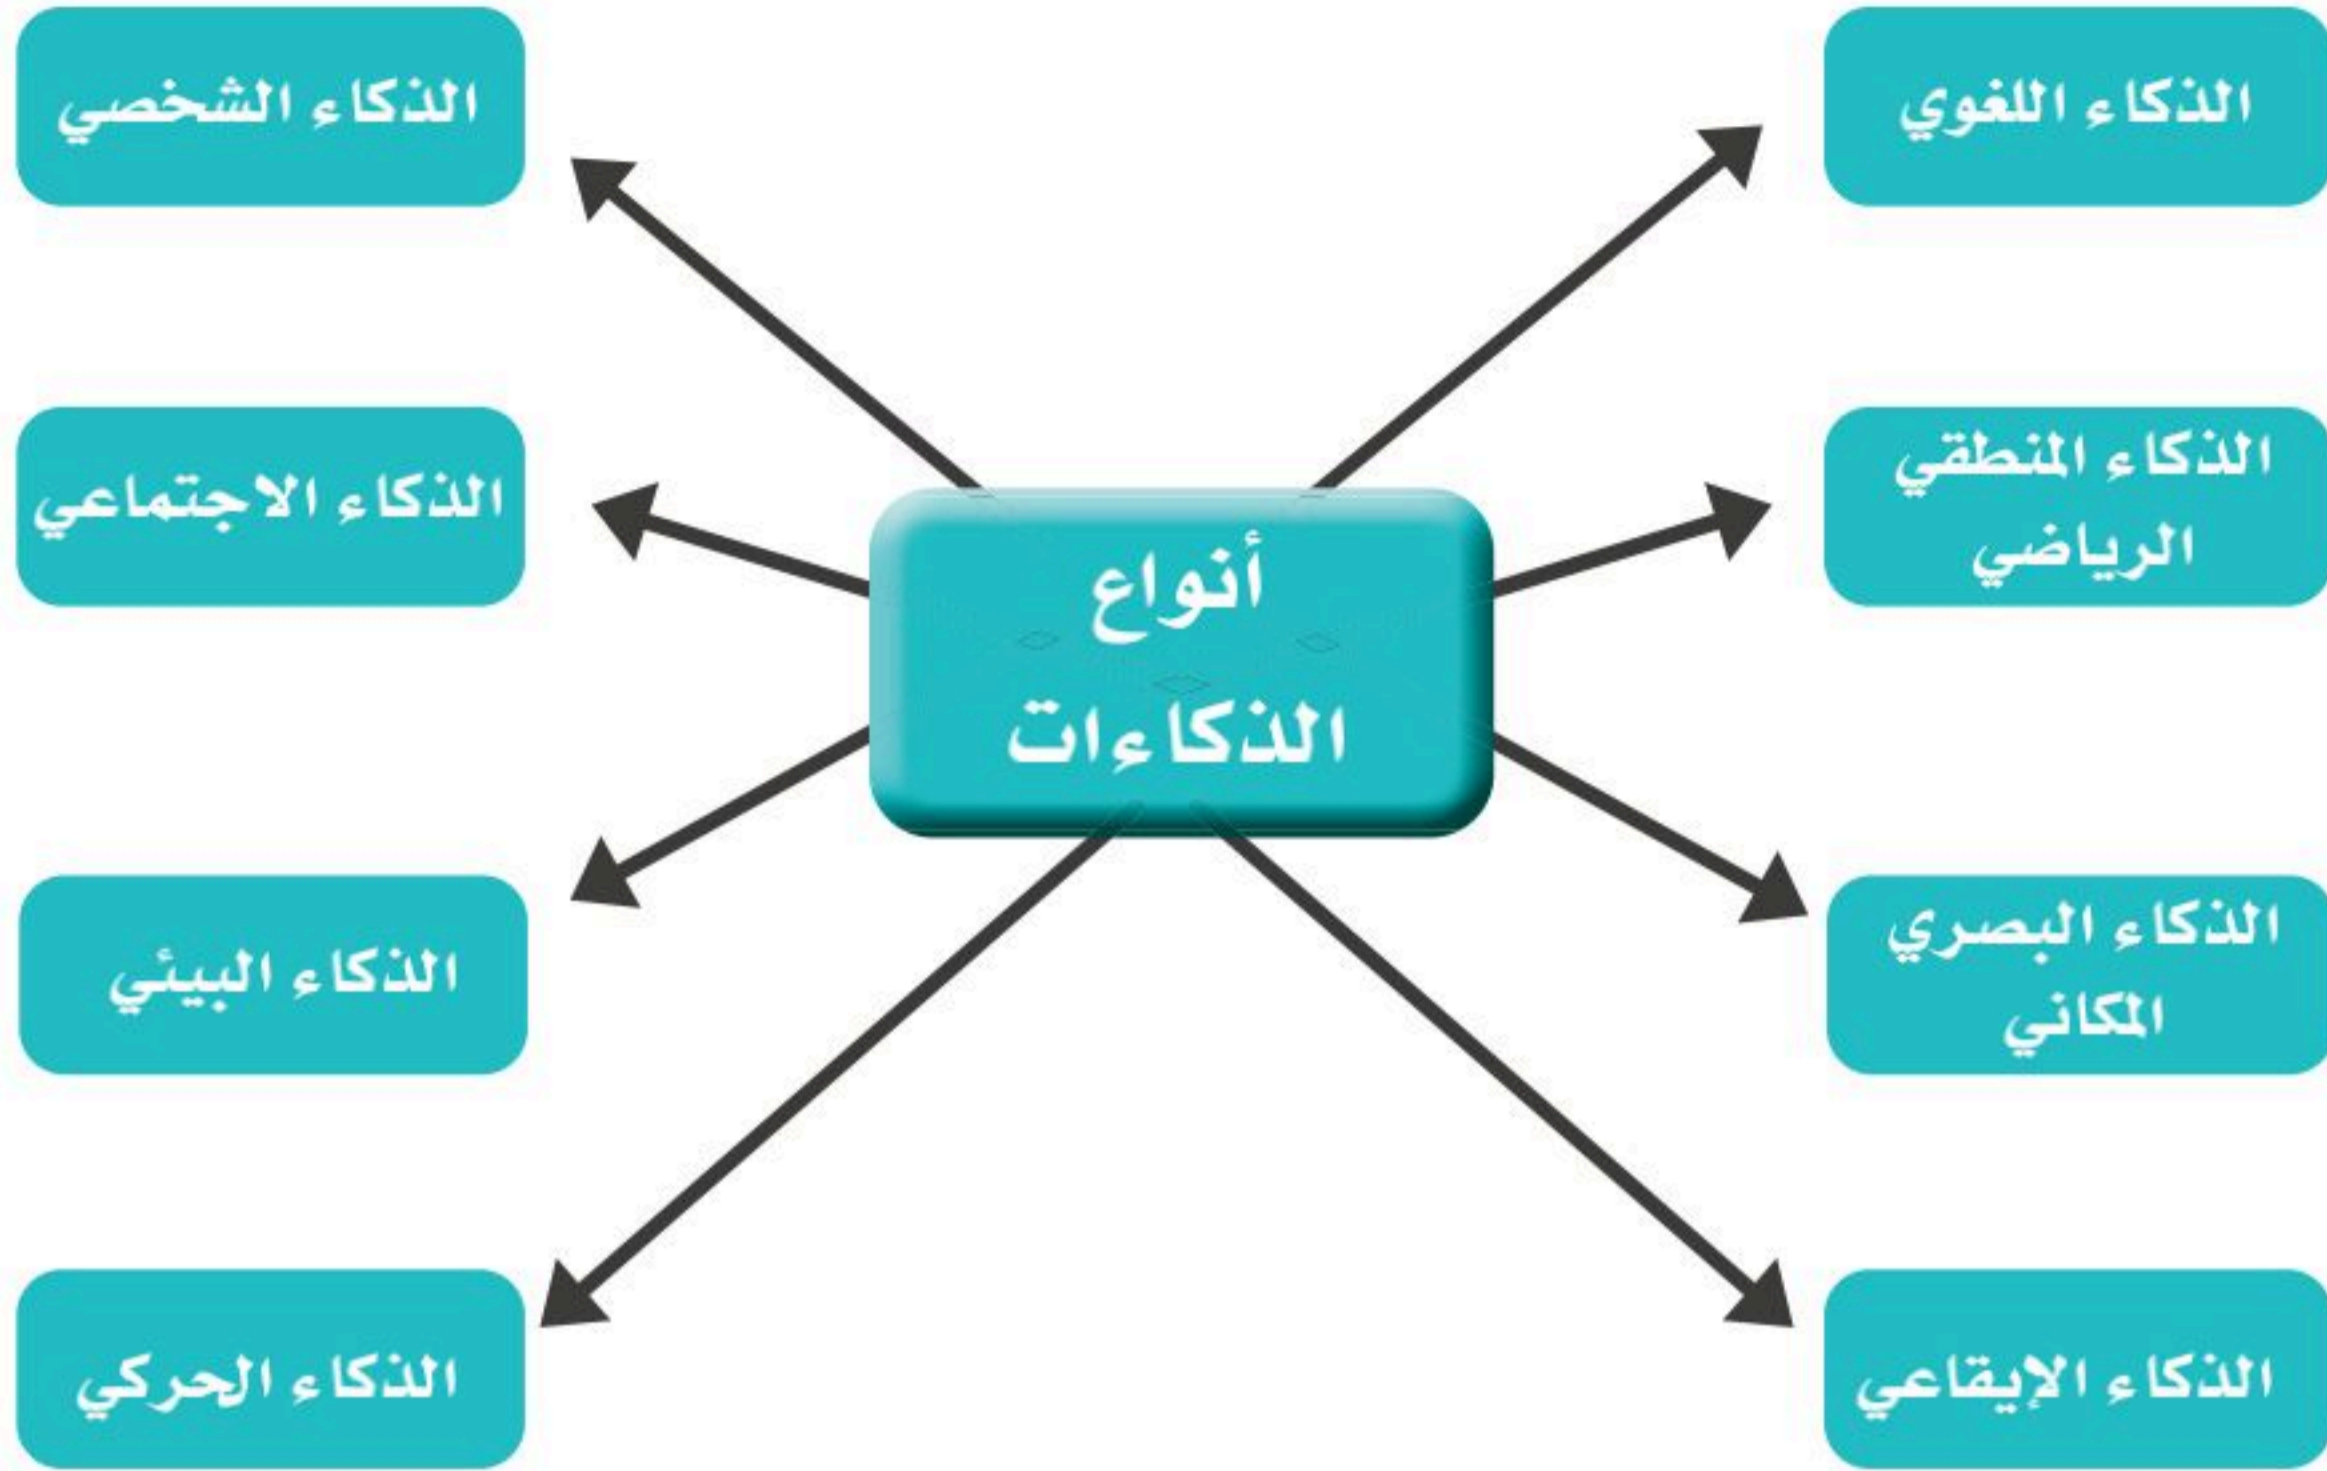 أنواع
الذكاءات
الذكاء اللغوي
الذكاء المنطقي
الرياضي
الذكاء البصري
المكاني
الذكاء الإيقاعي
الذكاء الشخصي
الذكاء الاجتماعي
الذكاء البيئي
الذكاء الحركي